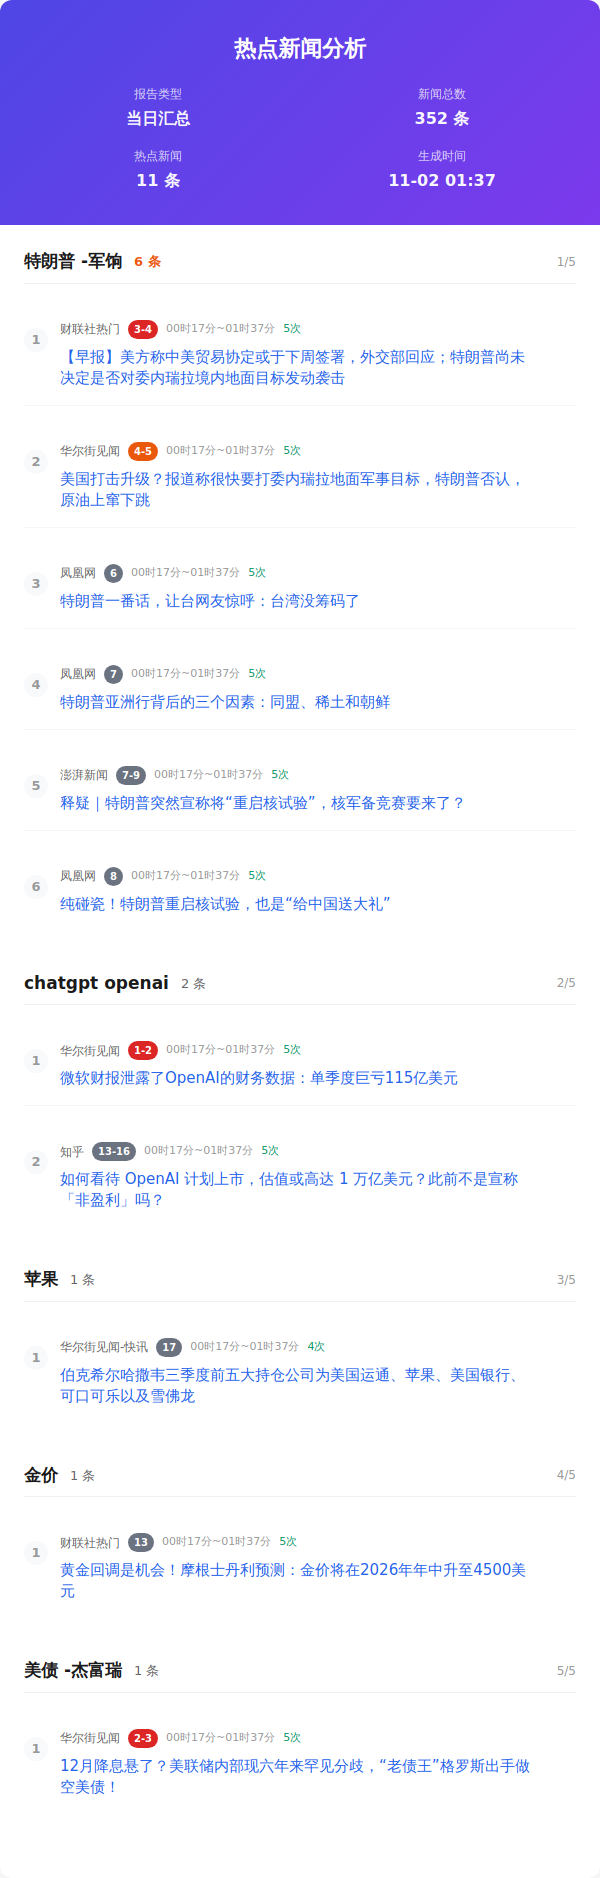 热点新闻分析
报告类型
新闻总数
当日汇总
352 条
热点新闻
生成时间
11 条
11-02 01:37
特朗普 -军饷 6 条 1/5
1
财联社热门 3-4 00时17分~01时37分 5次
【早报】美方称中美贸易协定或于下周签署，外交部回应；特朗普尚未
决定是否对委内瑞拉境内地面目标发动袭击
2
华尔街见闻 4-5 00时17分~01时37分 5次
美国打击升级？报道称很快要打委内瑞拉地面军事目标，特朗普否认，
原油上窜下跳
3
凤凰网 6 00时17分~01时37分 5次
特朗普一番话，让台网友惊呼：台湾没筹码了
4
凤凰网 7 00时17分~01时37分 5次
特朗普亚洲行背后的三个因素：同盟、稀土和朝鲜
5
澎湃新闻 7-9 00时17分~01时37分 5次
释疑｜特朗普突然宣称将“重启核试验”，核军备竞赛要来了？
6
凤凰网 8 00时17分~01时37分 5次
纯碰瓷！特朗普重启核试验，也是“给中国送大礼”
chatgpt openai 2 条 2/5
1
华尔街见闻 1-2 00时17分~01时37分 5次
微软财报泄露了OpenAI的财务数据：单季度巨亏115亿美元
2
知乎 13-16 00时17分~01时37分 5次
如何看待 OpenAI 计划上市，估值或高达 1 万亿美元？此前不是宣称
「非盈利」吗？
苹果 1 条 3/5
1
华尔街见闻-快讯 17 00时17分~01时37分 4次
伯克希尔哈撒韦三季度前五大持仓公司为美国运通、苹果、美国银行、
可口可乐以及雪佛龙
金价 1 条 4/5
1
财联社热门 13 00时17分~01时37分 5次
黄金回调是机会！摩根士丹利预测：金价将在2026年年中升至4500美
元
美债 -杰富瑞 1 条 5/5
1
华尔街见闻 2-3 00时17分~01时37分 5次
12月降息悬了？美联储内部现六年来罕见分歧，“老债王”格罗斯出手做
空美债！